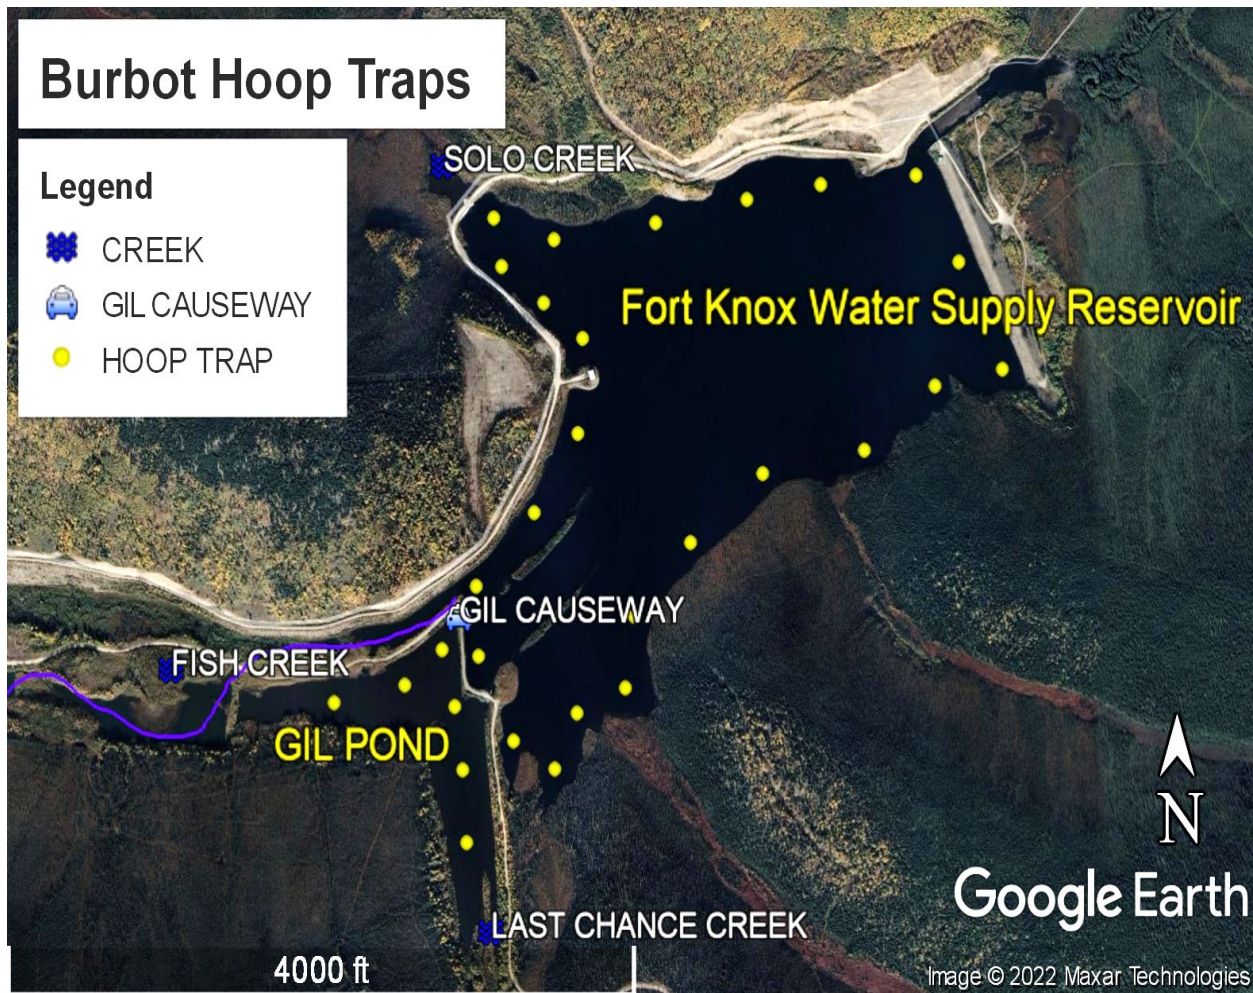 Burbot Hoop Traps
Legend
CREEK
GIL CAUSEWAY
HOOP TRAP
SOLO CREEK
Fort Knox Water Supply Reservoir
GIL CAUSEWAY
FISH CREEK
GIL POND
LAST CHANCE CREEK
N
Google Earth
4000 ft
Image © 2022 Maxar Technologies